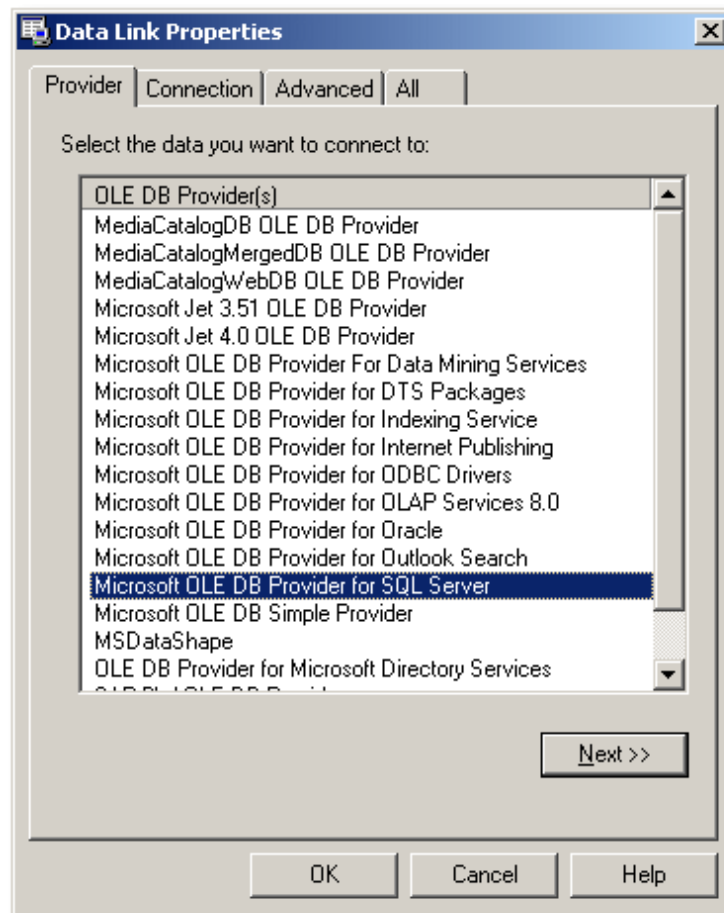 Data Link Properties
Provider Connection Advanced All
Select the data you want to connect to:
OLE DB Provider(s)
MediaCatalogDB OLE DB Provider
MediaCatalogMergedDB OLE DB Provider
MediaCatalogWebDB OLE DB Provider
Microsoft Jet 3.51 OLE DB Provider
Microsoft Jet 4.0 OLE DB Provider
Microsoft OLE DB Provider For Data Mining Services
Microsoft OLE DB Provider for DTS Packages
Microsoft OLE DB Provider for Indexing Service
Microsoft OLE DB Provider for Internet Publishing
Microsoft OLE DB Provider for ODBC Drivers
Microsoft OLE DB Provider for OLAP Services 8.0
Microsoft OLE DB Provider for Oracle
Microsoft OLE DB Provider for Outlook Search
Microsoft OLE DB Provider for SQL Server
Microsoft OLE DB Simple Provider
MSDataShape
OLE DB Provider for Microsoft Directory Services
Next >>
OK Cancel Help